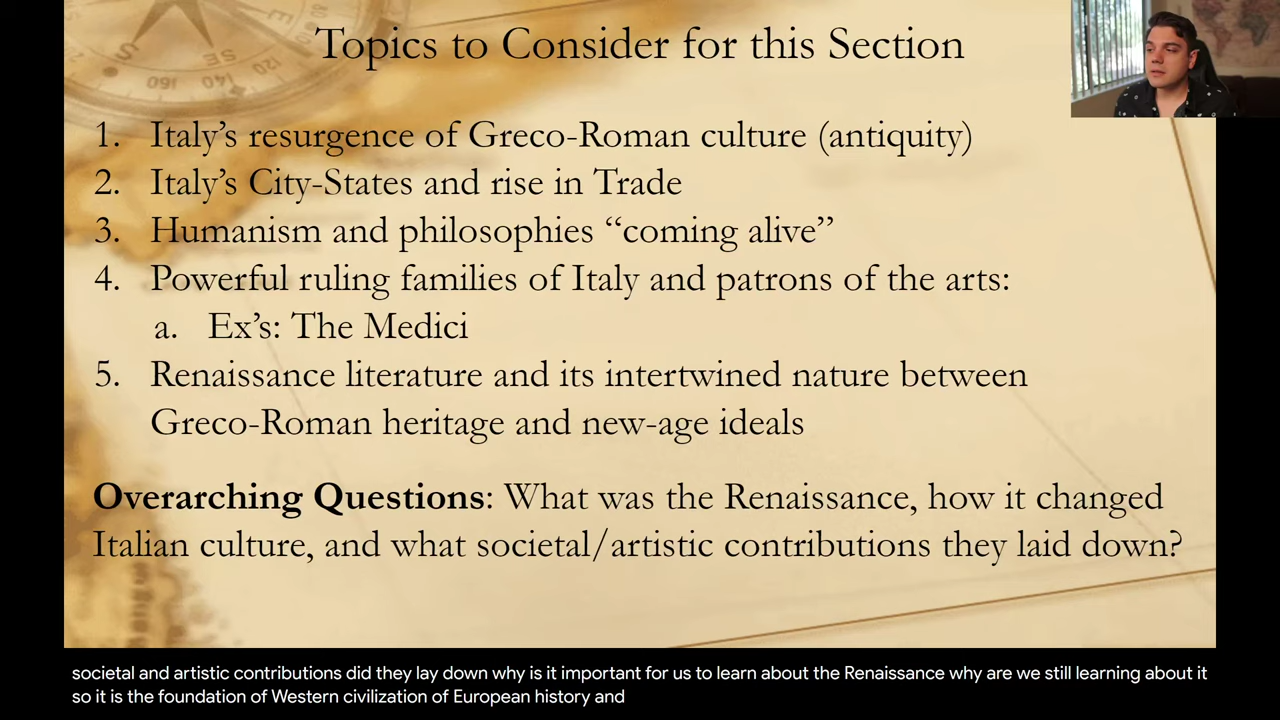 Topics to Consider for this Section
1. Italy's resurgence of Greco-Roman culture (antiquity)
2. Italy's City-States and rise in Trade
3. Humanism and philosophies “coming alive”
4. Powerful ruling families of Italy and patrons of the arts:
a. Ex's: The Medici
5. Renaissance literature and its intertwined nature between
Greco-Roman heritage and new-age ideals
Overarching Questions: What was the Renaissance, how it changed
Italian culture, and what societal/artistic contributions they laid down?
societal and artistic contributions did they lay down why is it important for us to learn about the Renaissance why are we still learning about it
so it is the foundation of Western civilization of European history and